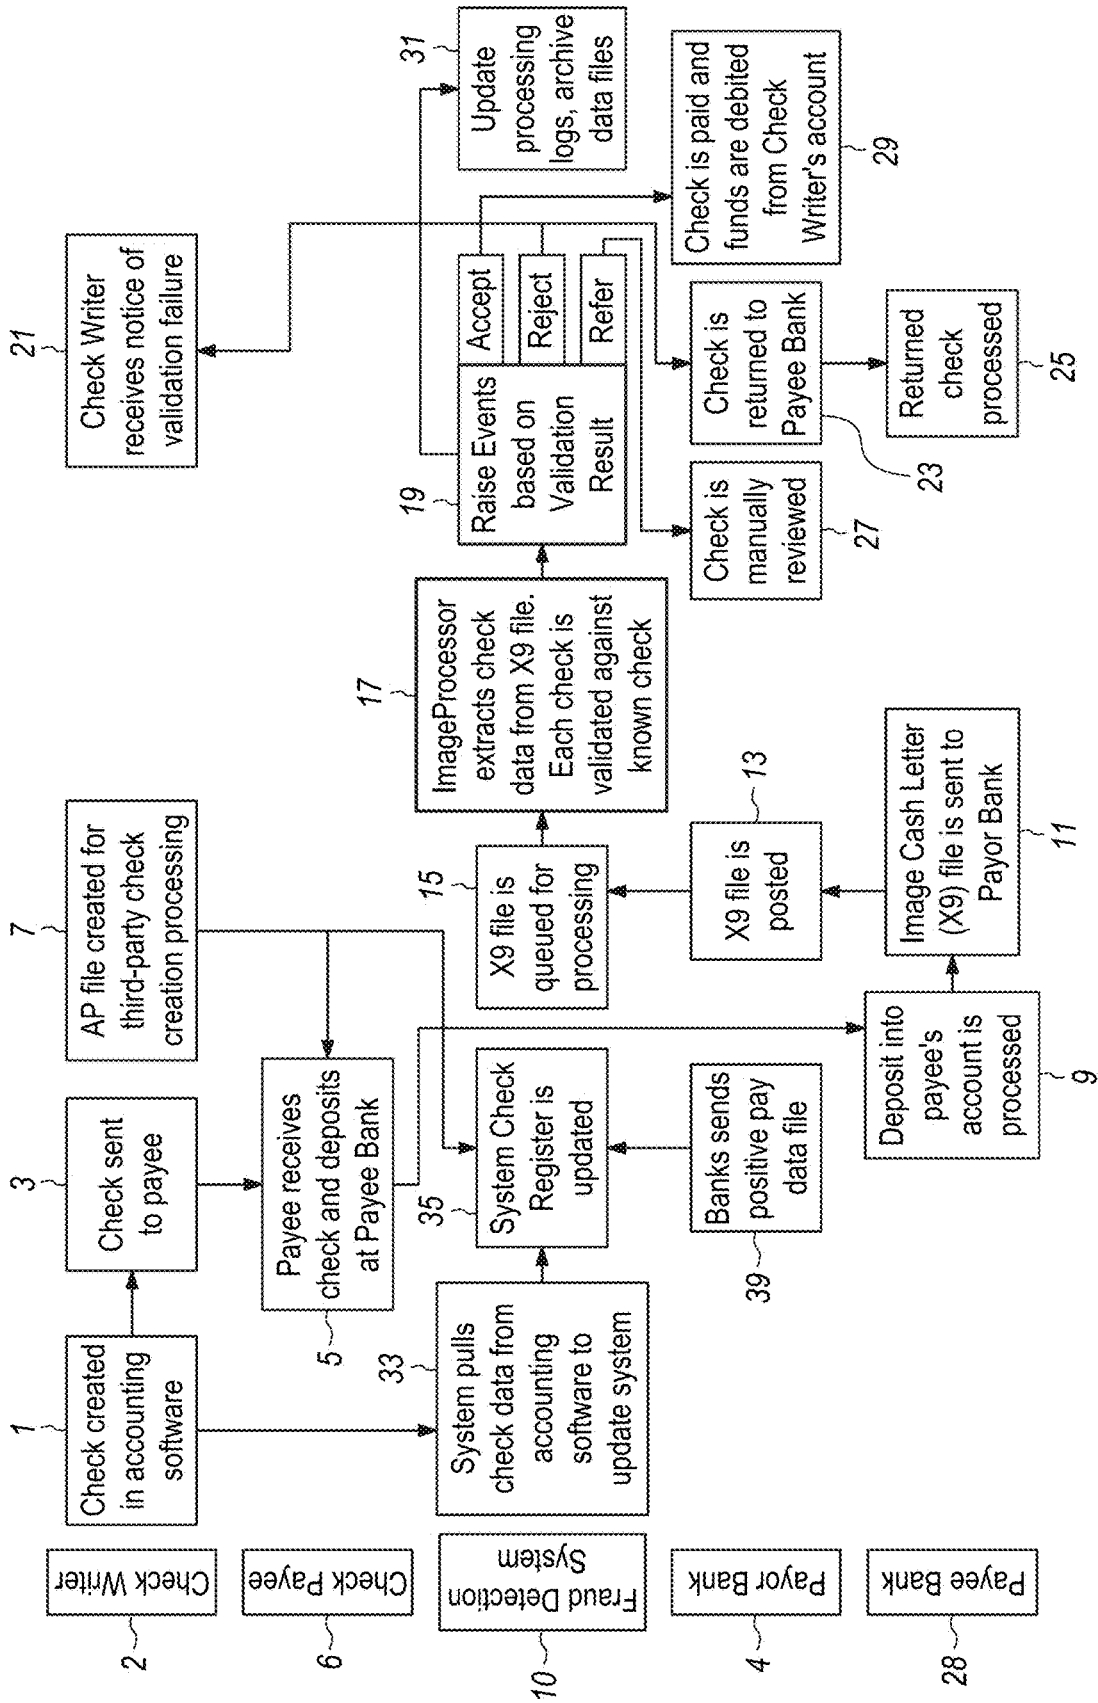 2
Check Writer
1
Check created
in accounting
software
3
Check sent
to payee
7
AP file created for
third-party check
creation processing
21
Check Writer
receives notice of
validation failure
6
Check Payee
5
Payee receives
check and deposits
at Payee Bank
10
Fraud Detection
System
33
System pulls
check data from
accounting
software to
update system
35
System Check
Register is
updated
15
X9 file is
queued for
processing
17
ImageProcessor
extracts check
data from X9 file.
Each check is
validated against
known check
19
Raise Events
based on
Validation
Result
Accept
Reject
Refer
31
Update
processing
logs, archive
data files
4
Payor Bank
39
Banks sends
positive pay
data file
13
X9 file is
posted
27
Check is
manually
reviewed
23
Check is
returned to
Payee Bank
29
Check is paid and
funds are debited
from Check
Writer's account
28
Payee Bank
9
Deposit into
payee's
account is
processed
11
Image Cash Letter
(X9) file is sent to
Payor Bank
25
Returned
check
processed